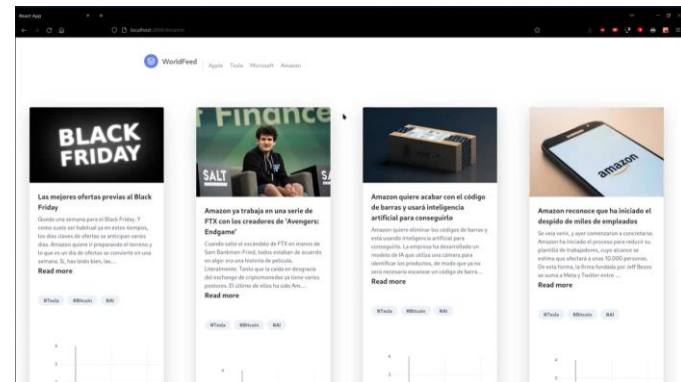 React App
localhost:3000/Amazon
WorldFeed
Apple Tesla Microsoft Amazon
BLACK
FRIDAY
Las mejores ofertas previas al Black
Friday
Queda una semana para el Black Friday. Y
como suele ser habitual ya en estos tiempos,
los días claves de ofertas se anticipan varios
días. Amazon quiere ir preparando el terreno y
lo que es un día de ofertas se convierte en una
semana. Sí, has leído bien, las...
Read more
#Tesla #Bitcoin #AI
Finance
SALT
SALT
Amazon ya trabaja en una serie de
FTX con los creadores de 'Avengers:
Endgame'
Cuando saltó el escándalo de FTX en manos de
Sam Bankman-Fried, todos estaban de acuerdo
en algo: era una historia de película.
Literalmente. Tanto que la caída en desgracia
del exchange de criptomonedas ya tiene varios
postores. El último de ellos ha sido Am...
Read more
#Tesla #Bitcoin #AI
Amazon quiere acabar con el código
de barras y usará inteligencia
artificial para conseguirlo
Amazon quiere eliminar los códigos de barras y
está usando inteligencia artificial para
conseguirlo. La empresa ha desarrollado un
modelo de IA que utiliza una cámara para
identificar los productos, de modo que ya no
será necesario escanear un código de barra...
Read more
#Tesla #Bitcoin #AI
amazon
Amazon reconoce que ha iniciado el
despido de miles de empleados
Se veía venir, y ayer comenzaron a concretarse.
Amazon ha iniciado el proceso para reducir su
plantilla de trabajadores, cuyo alcance se
estima que afectará a unos 10.000 personas.
De esta forma, la firma fundada por Jeff Bezos
se suma a Meta y Twitter entre ...
Read more
#Tesla #Bitcoin #AI